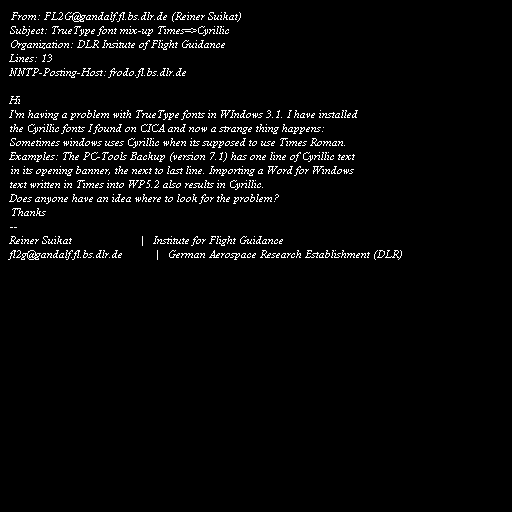 From: FL2G@gandalf.fl.bs.dlr.de (Reiner Suikat)
Subject: TrueType font mix-up Times=>Cyrillic
Organization: DLR Insitute of Flight Guidance
Lines: 13
NNTP-Posting-Host: frodo.fl.bs.dlr.de

Hi
I'm having a problem with TrueType fonts in WIndows 3.1. I have installed
the Cyrillic fonts I found on CICA and now a strange thing happens:
Sometimes windows uses Cyrillic when its supposed to use Times Roman.
Examples: The PC-Tools Backup (version 7.1) has one line of Cyrillic text
in its opening banner, the next to last line. Importing a Word for Windows
text written in Times into WP5.2 also results in Cyrillic.
Does anyone have an idea where to look for the problem?
Thanks
--
Reiner Suikat | Institute for Flight Guidance
fl2g@gandalf.fl.bs.dlr.de | German Aerospace Research Establishment (DLR)